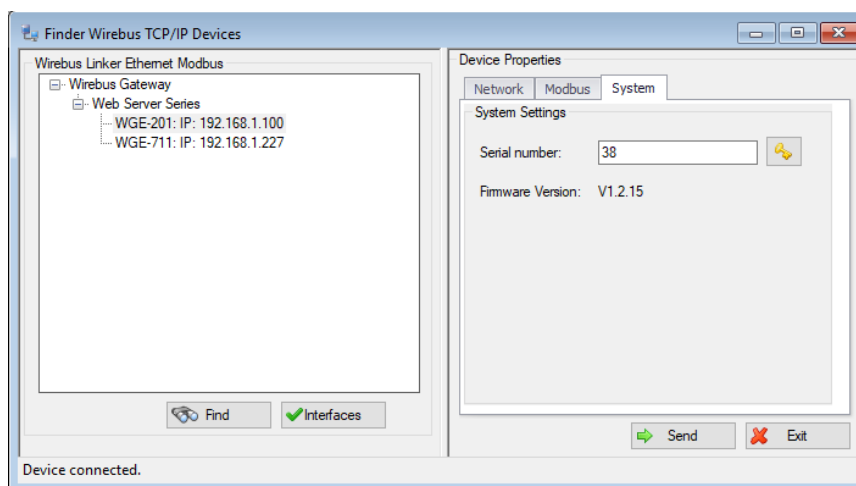 Finder Wirebus TCP/IP Devices
Wirebus Linker Ethernet Modbus
Wirebus Gateway
Web Server Series
WGE-201: IP: 192.168.1.100
WGE-711: IP: 192.168.1.227
Find
Interfaces
Device Properties
Network Modbus System
System Settings
Serial number: 38
Firmware Version: V1.2.15
Send Exit
Device connected.